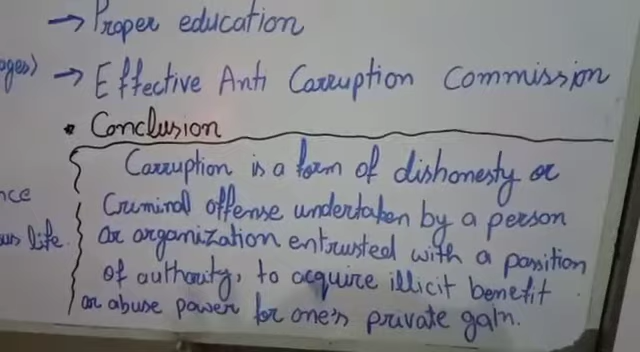 → Proper education
ages) → Effective Anti Carruption Commission
• Conclusion
Carruption is a form of dishonesty or
nce Criminal offense undertaken by a person
us life. or organization entrusted with a possition
of authority, to acquire illicit benefit
or abuse power for one's private gain.